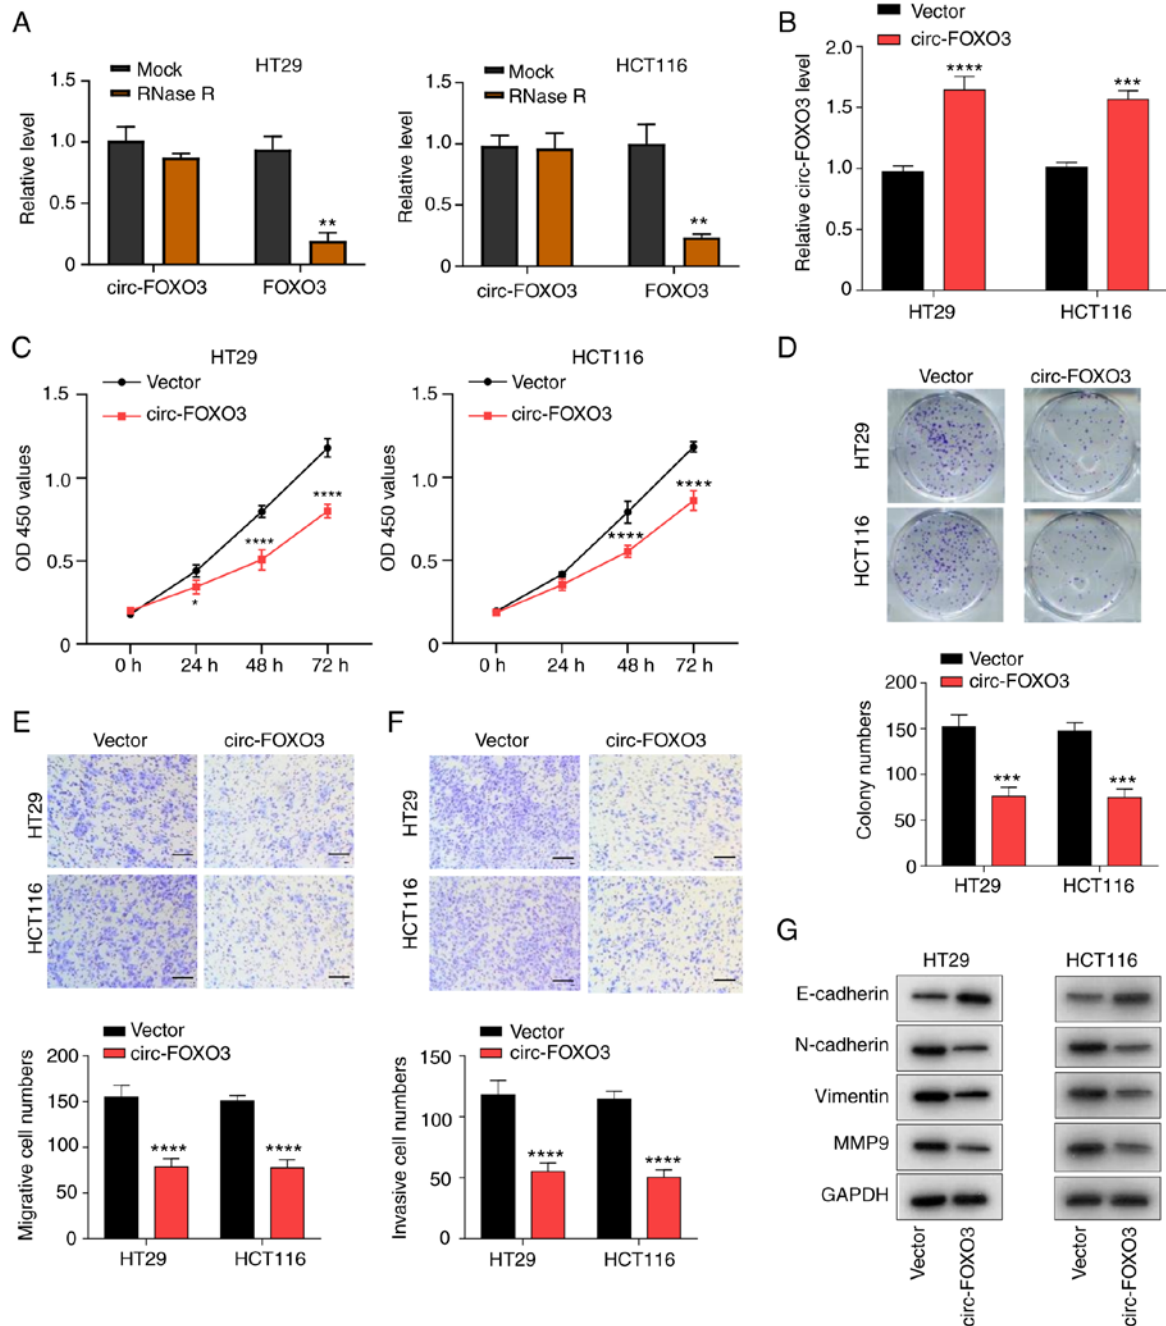 A
HT29
Mock
RNase R
Relative level
1.5
1.0
0.5
0
**
circ-FOXO3
FOXO3
HCT116
Mock
RNase R
Relative level
1.5
1.0
0.5
0
**
circ-FOXO3
FOXO3
B
Vector
circ-FOXO3
Relative circ-FOXO3 level
2.0
1.5
1.0
0.5
0
****
***
HT29
HCT116
C
HT29
Vector
circ-FOXO3
OD 450 values
1.5
1.0
0.5
0
*
****
****
0 h
24 h
48 h
72 h
HCT116
Vector
circ-FOXO3
OD 450 values
1.5
1.0
0.5
0
****
****
0 h
24 h
48 h
72 h
D
Vector
circ-FOXO3
HT29
HCT116
Vector
circ-FOXO3
Colony numbers
200
150
100
50
0
***
***
HT29
HCT116
E
Vector
circ-FOXO3
HT29
HCT116
Vector
circ-FOXO3
Migrative cell numbers
200
150
100
50
0
****
****
HT29
HCT116
F
Vector
circ-FOXO3
HT29
HCT116
Vector
circ-FOXO3
Invasive cell numbers
150
100
50
0
****
****
HT29
HCT116
G
HT29
HCT116
E-cadherin
N-cadherin
Vimentin
MMP9
GAPDH
Vector
circ-FOXO3
Vector
circ-FOXO3